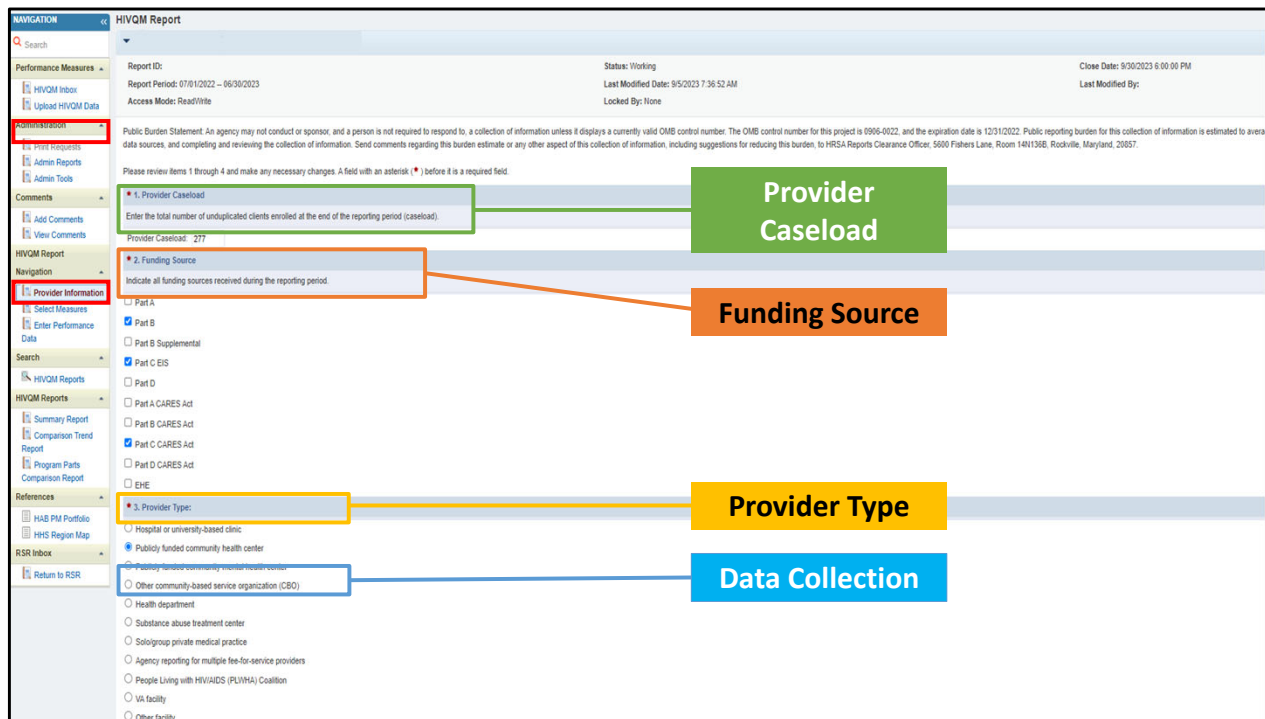 NAVIGATION
Search
Performance Measures
HIVQM Inbox
Upload HIVQM Data
Administration
Print Requests
Admin Reports
Admin Tools
Comments
Add Comments
View Comments
HIVQM Report
Navigation
Provider Information
Select Measures
Enter Performance
Data
Search
HIVQM Reports
HIVQM Reports
Summary Report
Comparison Trend
Report
Program Parts
Comparison Report
References
HAB PM Portfolio
HHS Region Map
RSR Inbox
Return to RSR
HIVQM Report
Report ID: Status: Working Close Date: 9/30/2023 6:00:00 PM
Report Period: 07/01/2022 – 06/30/2023 Last Modified Date: 9/5/2023 7:36:52 AM Last Modified By:
Access Mode: ReadWrite Locked By: None
Public Burden Statement: An agency may not conduct or sponsor, and a person is not required to respond to, a collection of information unless it displays a currently valid OMB control number. The OMB control number for this project is 0906-0022, and the expiration date is 12/31/2022. Public reporting burden for this collection of information is estimated to avera
data sources, and completing and reviewing the collection of information. Send comments regarding this burden estimate or any other aspect of this collection of information, including suggestions for reducing this burden, to HRSA Reports Clearance Officer, 5600 Fishers Lane, Room 14N136B, Rockville, Maryland, 20857.
Please review items 1 through 4 and make any necessary changes. A field with an asterisk (*) before it is a required field.
* 1. Provider Caseload
Enter the total number of unduplicated clients enrolled at the end of the reporting period (caseload).
Provider Caseload: 277
* 2. Funding Source
Indicate all funding sources received during the reporting period.
Part A
Part B
Part B Supplemental
Part C EIS
Part D
Part A CARES Act
Part B CARES Act
Part C CARES Act
Part D CARES Act
EHE
* 3. Provider Type:
Hospital or university-based clinic
Publicly funded community health center
Publicly funded community mental health center
Other community-based service organization (CBO)
Health department
Substance abuse treatment center
Solo/group private medical practice
Agency reporting for multiple fee-for-service providers
People Living with HIV/AIDS (PLWHA) Coalition
VA facility
Other facility
Provider
Caseload
Funding Source
Provider Type
Data Collection